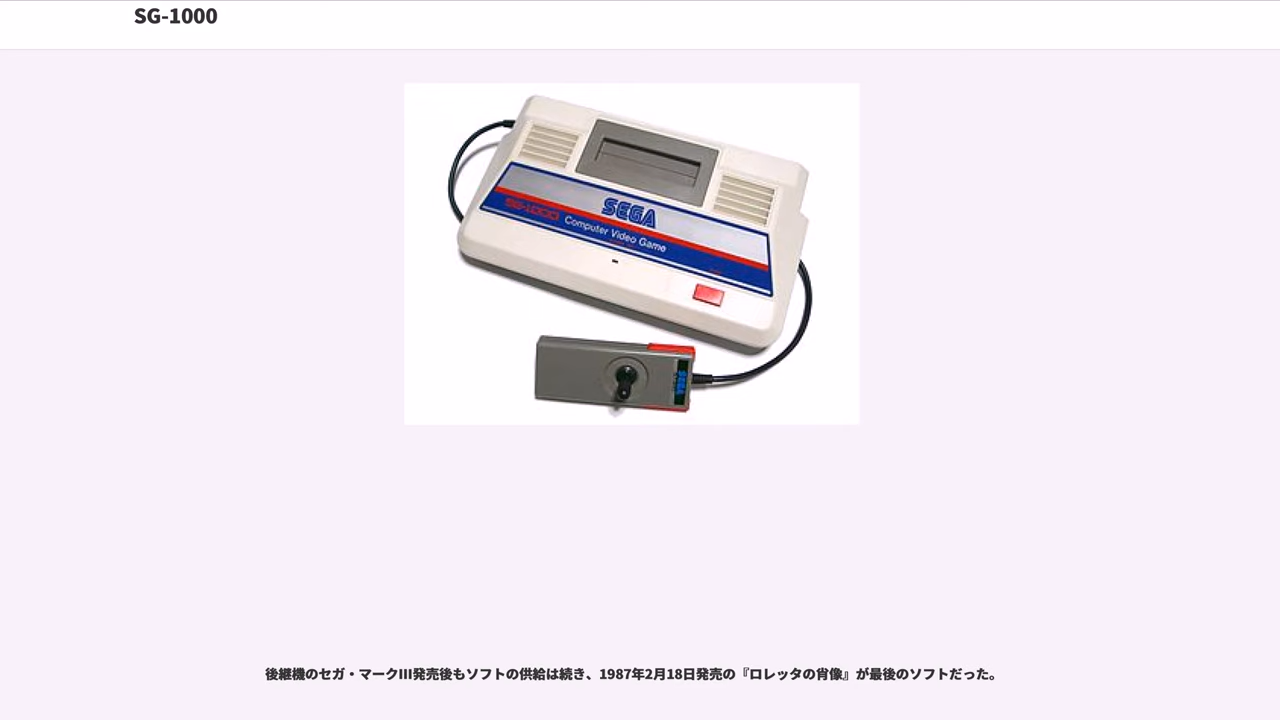 SG-1000
SEGA
SG-1000 Computer Video Game
SEGA
後継機のセガ・マークIII発売後もソフトの供給は続き、1987年2月18日発売の『ロレッタの肖像』が最後のソフトだった。